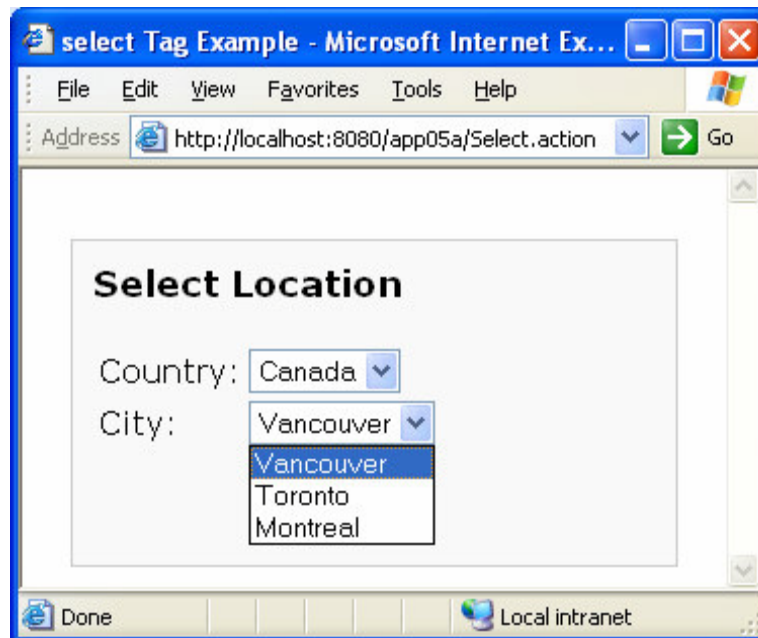 select Tag Example - Microsoft Internet Ex...
File Edit View Favorites Tools Help
Address http://localhost:8080/app05a/Select.action Go
Select Location
Country: Canada
City: Vancouver
Vancouver
Toronto
Montreal
Done Local intranet